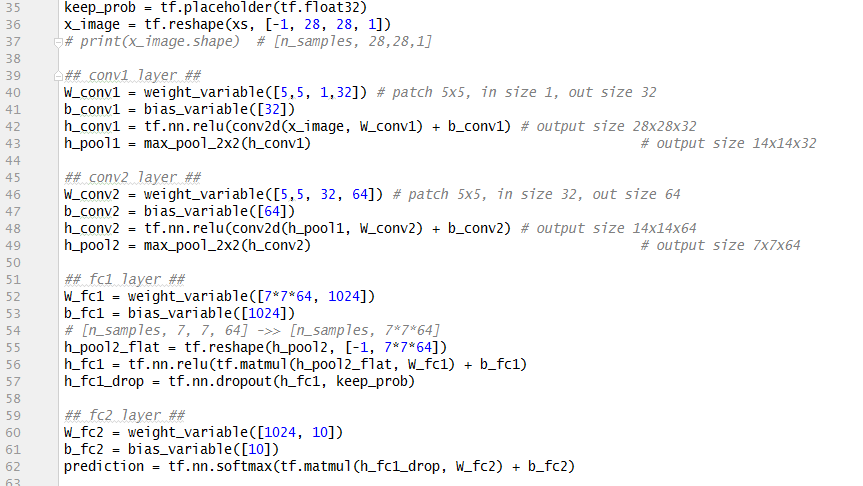 35 keep_prob = tf.placeholder(tf.float32)
36 x_image = tf.reshape(xs, [-1, 28, 28, 1])
37 # print(x_image.shape)  # [n_samples, 28,28,1]
38
39 ## conv1 layer ##
40 W_conv1 = weight_variable([5,5, 1,32]) # patch 5x5, in size 1, out size 32
41 b_conv1 = bias_variable([32])
42 h_conv1 = tf.nn.relu(conv2d(x_image, W_conv1) + b_conv1) # output size 28x28x32
43 h_pool1 = max_pool_2x2(h_conv1)                                         # output size 14x14x32
44
45 ## conv2 layer ##
46 W_conv2 = weight_variable([5,5, 32, 64]) # patch 5x5, in size 32, out size 64
47 b_conv2 = bias_variable([64])
48 h_conv2 = tf.nn.relu(conv2d(h_pool1, W_conv2) + b_conv2) # output size 14x14x64
49 h_pool2 = max_pool_2x2(h_conv2)                                         # output size 7x7x64
50
51 ## fc1 layer ##
52 W_fc1 = weight_variable([7*7*64, 1024])
53 b_fc1 = bias_variable([1024])
54 # [n_samples, 7, 7, 64] ->> [n_samples, 7*7*64]
55 h_pool2_flat = tf.reshape(h_pool2, [-1, 7*7*64])
56 h_fc1 = tf.nn.relu(tf.matmul(h_pool2_flat, W_fc1) + b_fc1)
57 h_fc1_drop = tf.nn.dropout(h_fc1, keep_prob)
58
59 ## fc2 layer ##
60 W_fc2 = weight_variable([1024, 10])
61 b_fc2 = bias_variable([10])
62 prediction = tf.nn.softmax(tf.matmul(h_fc1_drop, W_fc2) + b_fc2)
63